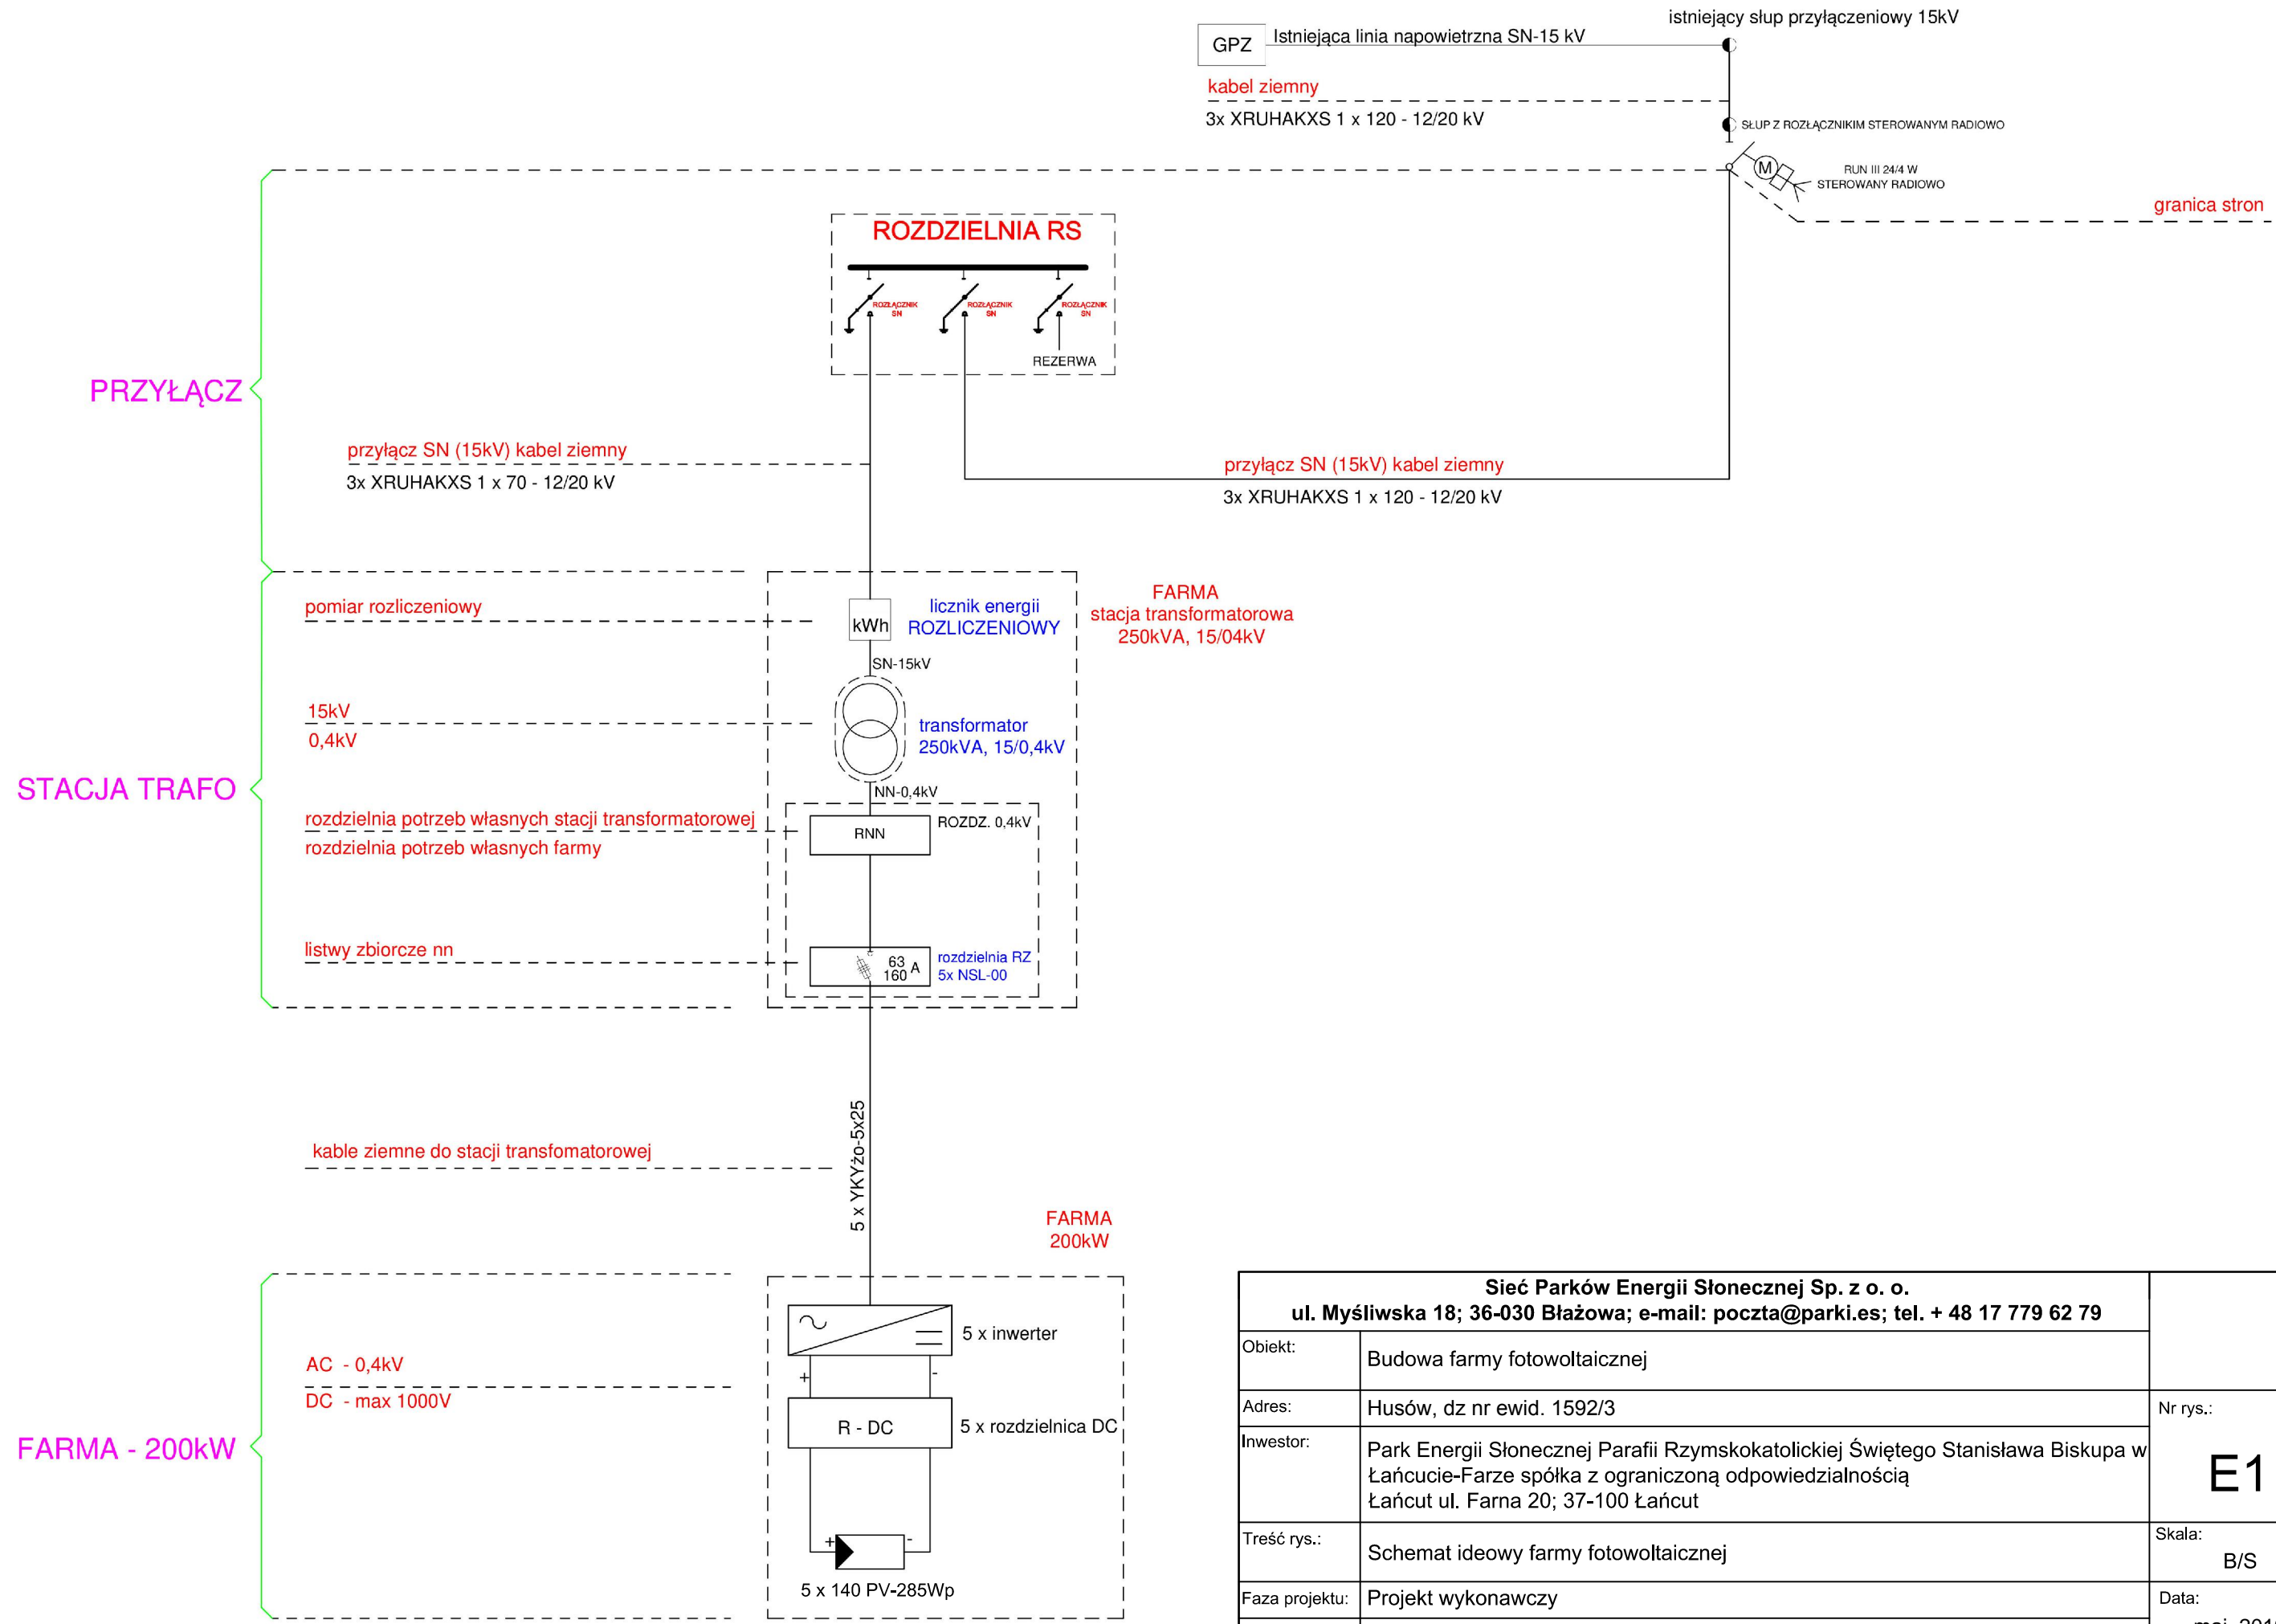 istniejący słup przyłączeniowy 15kV
GPZ
Istniejąca linia napowietrzna SN-15 kV
kabel ziemny
3x XRUHAKXS 1 x 120 - 12/20 kV
SŁUP Z ROZŁĄCZNIKIM STEROWANYM RADIOWO
M
RUN III 24/4 W
STEROWANY RADIOWO
granica stron
ROZDZIELNIA RS
ROZŁĄCZNIK
SN
ROZŁĄCZNIK
SN
ROZŁĄCZNIK
SN
REZERWA
PRZYŁĄCZ
przyłącz SN (15kV) kabel ziemny
3x XRUHAKXS 1 x 70 - 12/20 kV
przyłącz SN (15kV) kabel ziemny
3x XRUHAKXS 1 x 120 - 12/20 kV
pomiar rozliczeniowy
kWh
licznik energii
ROZLICZENIOWY
FARMA
stacja transformatorowa
250kVA, 15/04kV
SN-15kV
15kV
0,4kV
transformator
250kVA, 15/0,4kV
STACJA TRAFO
NN-0,4kV
rozdzielnia potrzeb własnych stacji transformatorowej
rozdzielnia potrzeb własnych farmy
RNN
ROZDZ. 0,4kV
listwy zbiorcze nn
63
160 A
rozdzielnia RZ
5x NSL-00
kable ziemne do stacji transfomatorowej
5 x YKYżo-5x25
FARMA
200kW
5 x inwerter
AC - 0,4kV
DC - max 1000V
+
-
R - DC
5 x rozdzielnica DC
FARMA - 200kW
+
-
5 x 140 PV-285Wp
Sieć Parków Energii Słonecznej Sp. z o. o.
ul. Myśliwska 18; 36-030 Błażowa; e-mail: poczta@parki.es; tel. + 48 17 779 62 79
Obiekt:
Budowa farmy fotowoltaicznej
Adres:
Husów, dz nr ewid. 1592/3
Nr rys.:
E1
Inwestor:
Park Energii Słonecznej Parafii Rzymskokatolickiej Świętego Stanisława Biskupa w
Łańcucie-Farze spółka z ograniczoną odpowiedzialnością
Łańcut ul. Farna 20; 37-100 Łańcut
Treść rys.:
Schemat ideowy farmy fotowoltaicznej
Skala:
B/S
Faza projektu:
Projekt wykonawczy
Data: